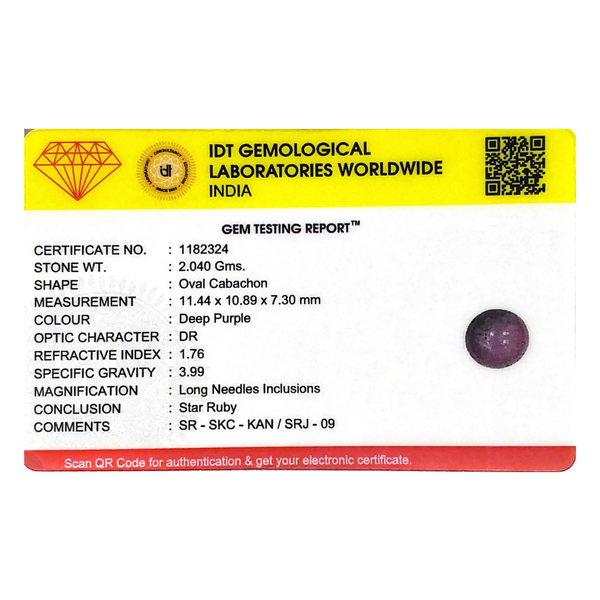 IDT GEMOLOGICAL
LABORATORIES WORLDWIDE
INDIA
GEM TESTING REPORT™
CERTIFICATE NO. : 1182324
STONE WT. : 2.040 Gms.
SHAPE : Oval Cabachon
MEASUREMENT : 11.44 x 10.89 x 7.30 mm
COLOUR : Deep Purple
OPTIC CHARACTER : DR
REFRACTIVE INDEX : 1.76
SPECIFIC GRAVITY : 3.99
MAGNIFICATION : Long Needles Inclusions
CONCLUSION : Star Ruby
COMMENTS : SR - SKC - KAN / SRJ - 09
Scan QR Code for authentication & get your electronic certificate.